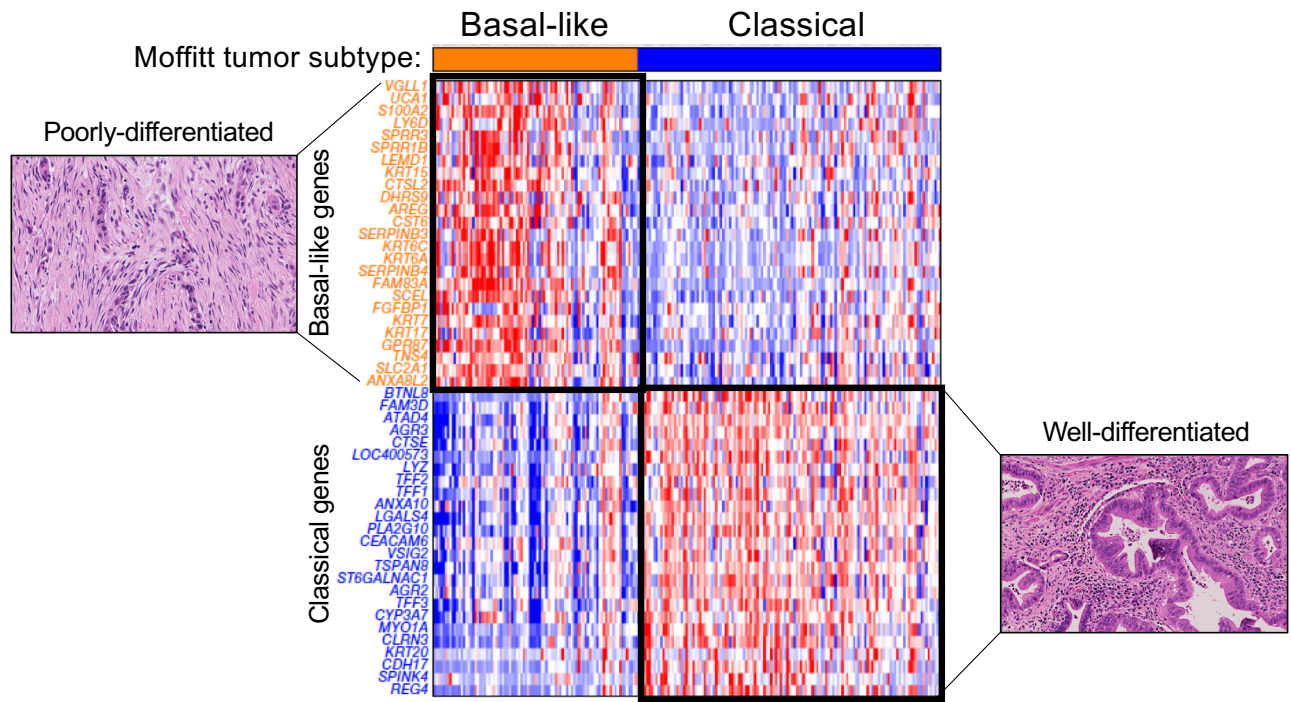 Basal-like Classical
Moffitt tumor subtype:
Poorly-differentiated
Basal-like genes
VGLL1
UCA1
S100A2
LY6D
SPRR3
SPRR1B
LEMD1
KRT15
CTSL2
DHRS9
AREG
CST6
SERPINB3
KRT6C
KRT6A
SERPINB4
FAM83A
SCEL
FGFBP1
KRT7
KRT17
GPR87
TNS4
SLC2A1
ANXA8L2
Classical genes
BTNL8
FAM3D
ATAD4
AGR3
CTSE
LOC400573
LYZ
TFF2
TFF1
ANXA10
LGALS4
PLA2G10
CEACAM6
VSIG2
TSPAN8
ST6GALNAC1
AGR2
TFF3
CYP3A7
MYO1A
CLRN3
KRT20
CDH17
SPINK4
REG4
Well-differentiated